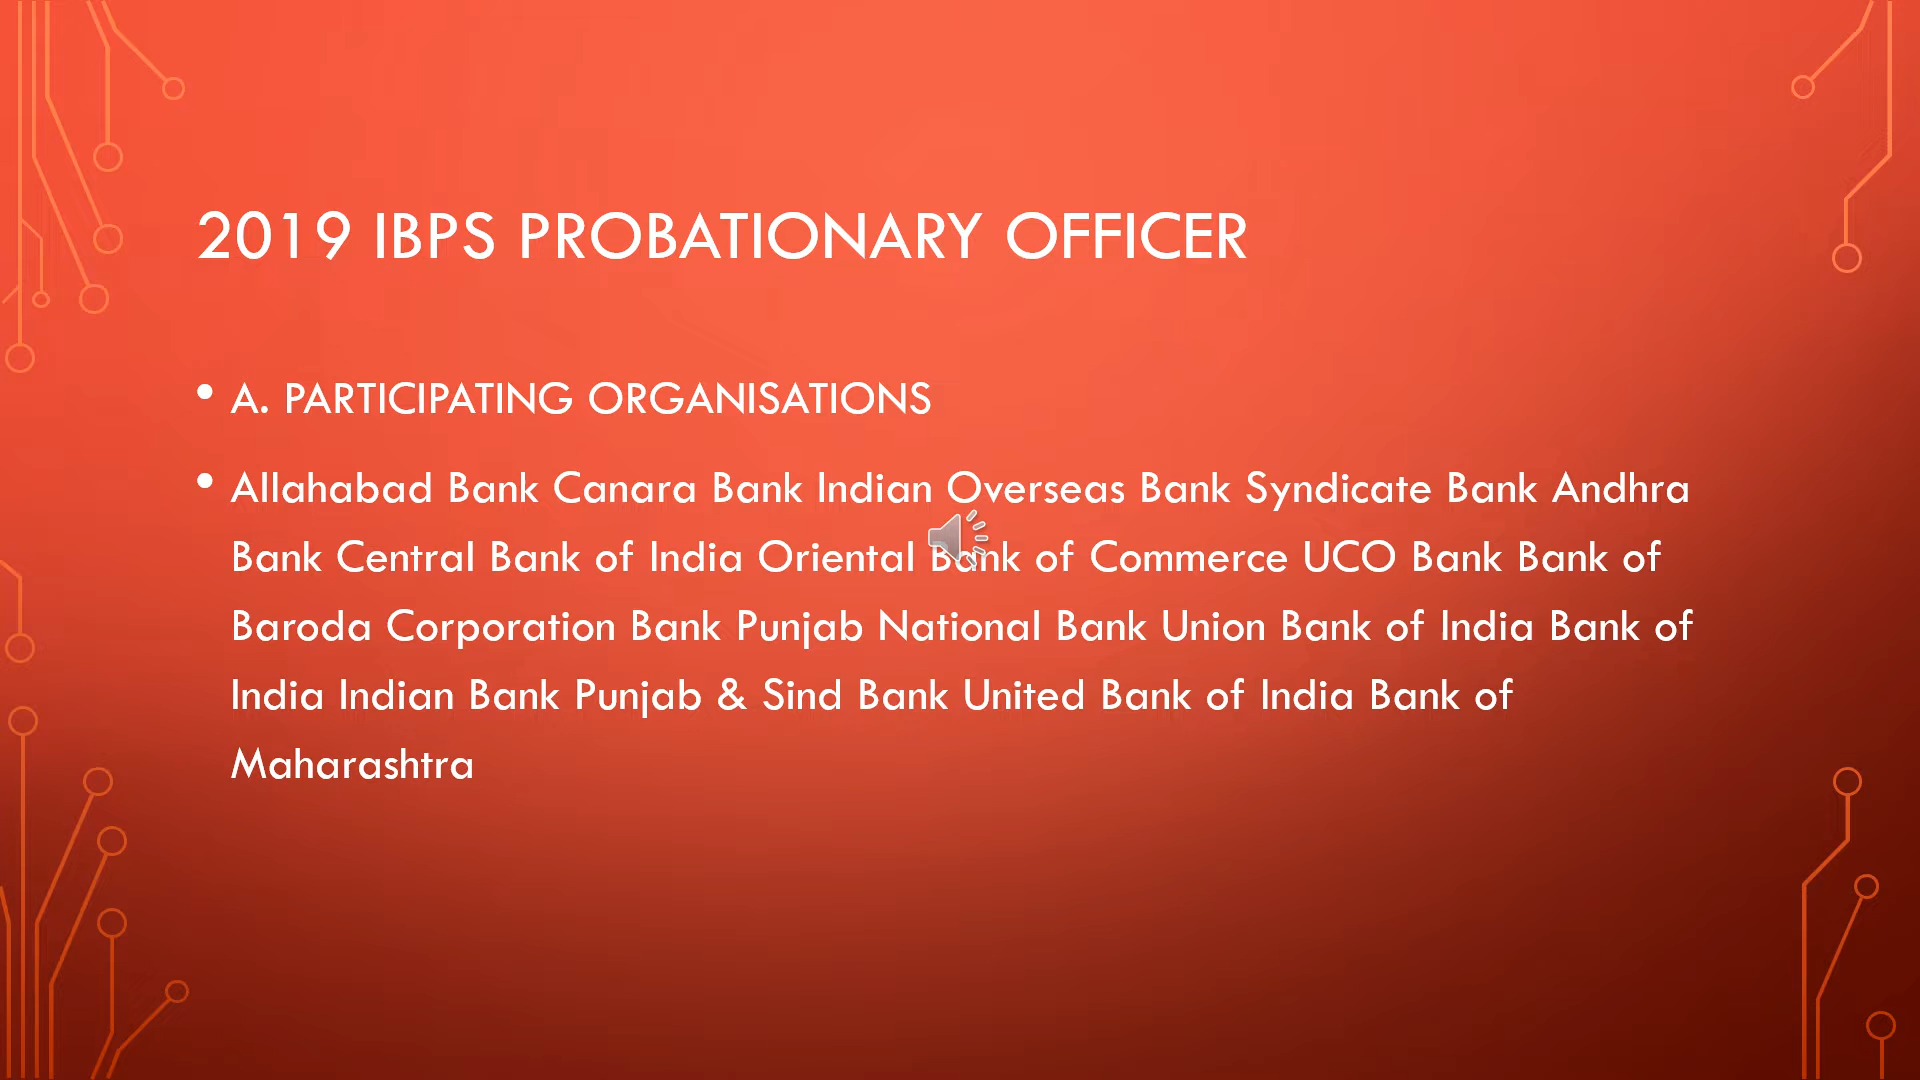 2019 IBPS PROBATIONARY OFFICER
• A. PARTICIPATING ORGANISATIONS
• Allahabad Bank Canara Bank Indian Overseas Bank Syndicate Bank Andhra
Bank Central Bank of India Oriental Bank of Commerce UCO Bank Bank of
Baroda Corporation Bank Punjab National Bank Union Bank of India Bank of
India Indian Bank Punjab & Sind Bank United Bank of India Bank of
Maharashtra